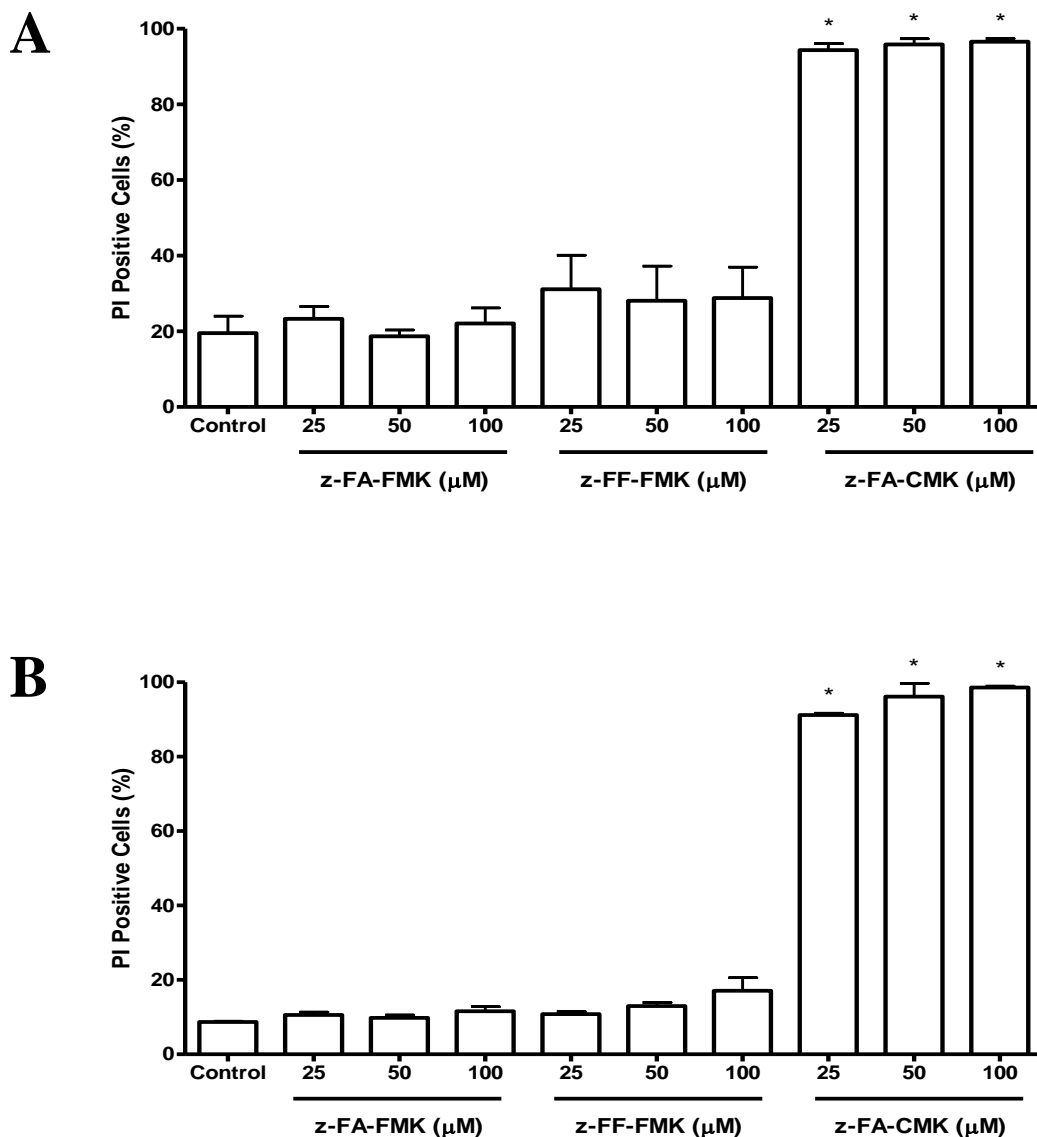 A
PI Positive Cells (%)
100
80
60
40
20
0
* * *
Control 25 50 100 25 50 100 25 50 100
z-FA-FMK (μM) z-FF-FMK (μM) z-FA-CMK (μM)
B
PI Positive Cells (%)
100
80
60
40
20
0
* * *
Control 25 50 100 25 50 100 25 50 100
z-FA-FMK (μM) z-FF-FMK (μM) z-FA-CMK (μM)